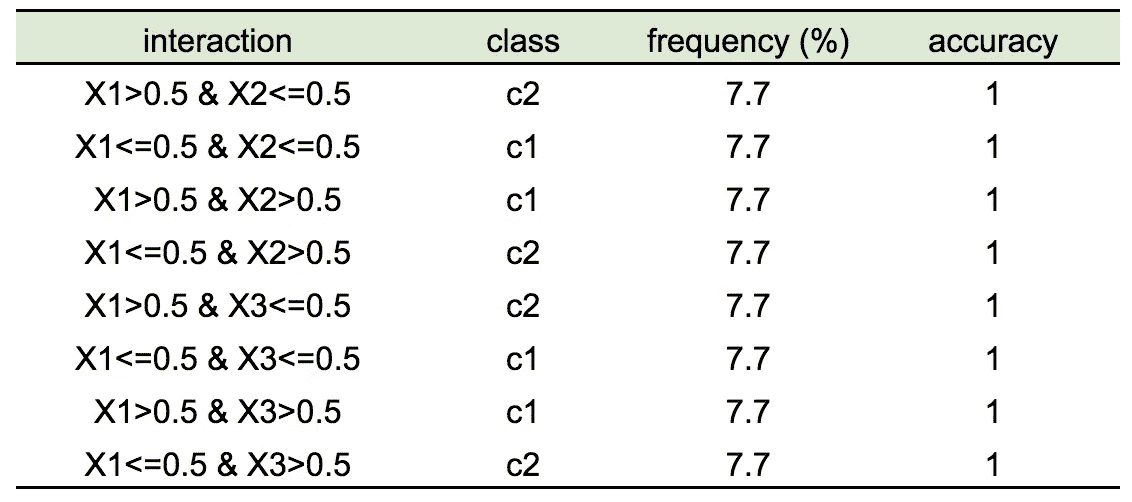 interaction class frequency (%) accuracy
X1>0.5 & X2<=0.5 c2 7.7 1
X1<=0.5 & X2<=0.5 c1 7.7 1
X1>0.5 & X2>0.5 c1 7.7 1
X1<=0.5 & X2>0.5 c2 7.7 1
X1>0.5 & X3<=0.5 c2 7.7 1
X1<=0.5 & X3<=0.5 c1 7.7 1
X1>0.5 & X3>0.5 c1 7.7 1
X1<=0.5 & X3>0.5 c2 7.7 1